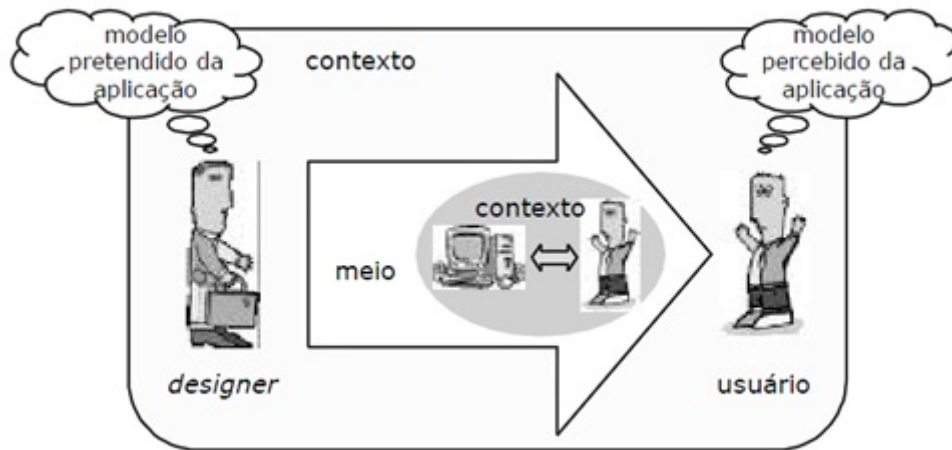 modelo
pretendido da
aplicação
contexto
modelo
percebido da
aplicação
contexto
meio
designer
usuário